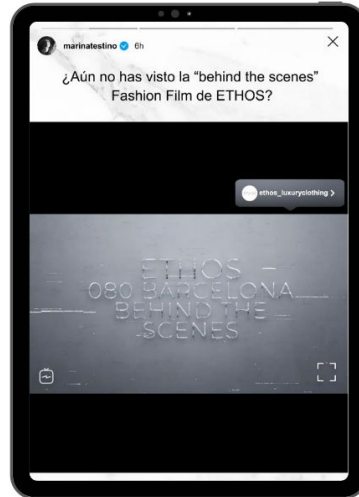 marinatestino 6h
¿Aún no has visto la “behind the scenes”
Fashion Film de ETHOS?
ethos_luxuryclothing >
ETHOS –
080 BARCELONA
BEHIND THE
SCENES